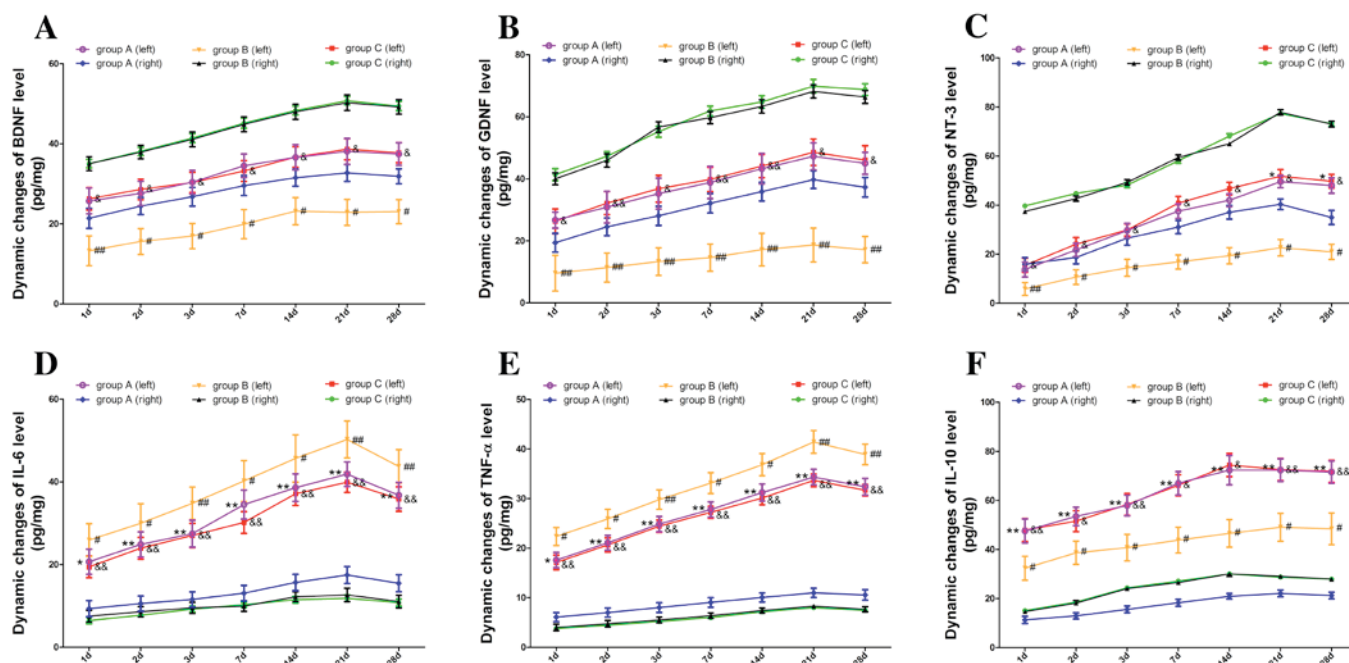 A
group A (left) group B (left) group C (left)
group A (right) group B (right) group C (right)
Dynamic changes of BDNF level
(pg/mg)
60
40
20
0
& & & & & & &
## # # # # # #
1d 2d 3d 7d 14d 21d 28d
B
group A (left) group B (left) group C (left)
group A (right) group B (right) group C (right)
Dynamic changes of GDNF level
(pg/mg)
80
60
40
20
0
& && & && && & &
## ## ## ## ## ## ##
1d 2d 3d 7d 14d 21d 28d
C
group A (left) group B (left) group C (left)
group A (right) group B (right) group C (right)
Dynamic changes of NT-3 level
(pg/mg)
100
80
60
40
20
0
* *
& & & & & & &
## # # # # # #
1d 2d 3d 7d 14d 21d 28d
D
group A (left) group B (left) group C (left)
group A (right) group B (right) group C (right)
Dynamic changes of IL-6 level
(pg/mg)
60
40
20
0
# # ## # # ## ##
* ** ** ** ** ** **
&& && && && && && &&
1d 2d 3d 7d 14d 21d 28d
E
group A (left) group B (left) group C (left)
group A (right) group B (right) group C (right)
Dynamic changes of TNF-α level
(pg/mg)
50
40
30
20
10
0
# # ## # # ## ##
* ** ** ** ** ** **
&& && && && && && &&
1d 2d 3d 7d 14d 21d 28d
F
group A (left) group B (left) group C (left)
group A (right) group B (right) group C (right)
Dynamic changes of IL-10 level
(pg/mg)
100
80
60
40
20
0
** ** ** ** ** ** **
&& & && & & && &&
# # # # # # #
1d 2d 3d 7d 14d 21d 28d